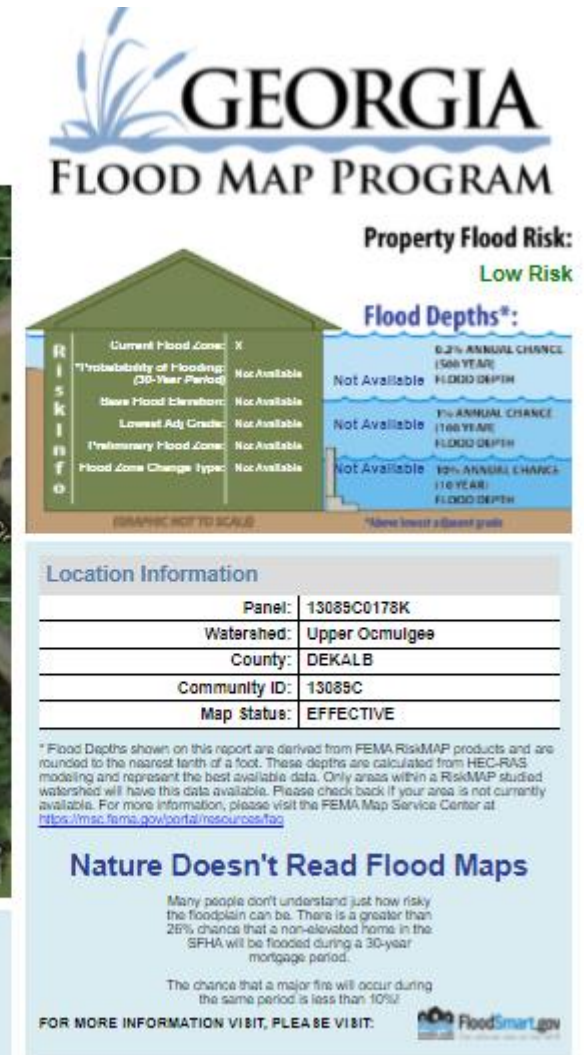 GEORGIA
FLOOD MAP PROGRAM
Property Flood Risk:
Low Risk
Flood Depths*:
Risk Info
Current Flood Zone: X
*Probability of Flooding: Not Available
(30-Year Period)
Base Flood Elevation: Not Available
Lowest Adj Grade: Not Available
Preliminary Flood Zone: Not Available
Flood Zone Change Type: Not Available
Not Available 0.2% ANNUAL CHANCE
(500 YEAR)
FLOOD DEPTH
Not Available 1% ANNUAL CHANCE
(100 YEAR)
FLOOD DEPTH
Not Available 10% ANNUAL CHANCE
(10 YEAR)
FLOOD DEPTH
(GRAPHIC NOT TO SCALE)
*Above lowest adjacent grade
Location Information
Panel: 13089C0178K
Watershed: Upper Ocmulgee
County: DEKALB
Community ID: 13089C
Map Status: EFFECTIVE
* Flood Depths shown on this report are derived from FEMA RiskMAP products and are
rounded to the nearest tenth of a foot. These depths are calculated from HEC-RAS
modeling and represent the best available data. Only areas within a RiskMAP studied
watershed will have this data available. Please check back if your area is not currently
available. For more information, please visit the FEMA Map Service Center at
https://msc.fema.gov/portal/resources/faq
Nature Doesn't Read Flood Maps
Many people don't understand just how risky
the floodplain can be. There is a greater than
26% chance that a non-elevated home in the
SFHA will be flooded during a 30-year
mortgage period.
The chance that a major fire will occur during
the same period is less than 10%!
FOR MORE INFORMATION VISIT, PLEASE VISIT:
FloodSmart.gov